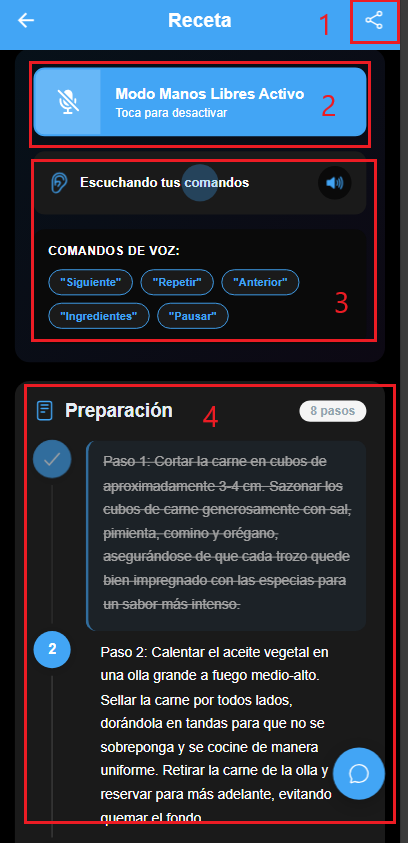 Receta
1
Modo Manos Libres Activo
Toca para desactivar
2
Escuchando tus comandos
COMANDOS DE VOZ:
"Siguiente" "Repetir" "Anterior"
"Ingredientes" "Pausar"
3
Preparación
4
8 pasos
Paso 1: Cortar la carne en cubos de
aproximadamente 3-4 cm. Sazonar los
cubos de carne generosamente con sal,
pimienta, comino y orégano,
asegurándose de que cada trozo quede
bien impregnado con las especias para
un sabor más intenso.
2
Paso 2: Calentar el aceite vegetal en
una olla grande a fuego medio-alto.
Sellar la carne por todos lados,
dorándola en tandas para que no se
sobreponga y se cocine de manera
uniforme. Retirar la carne de la olla y
reservar para más adelante, evitando
quemar el fondo.